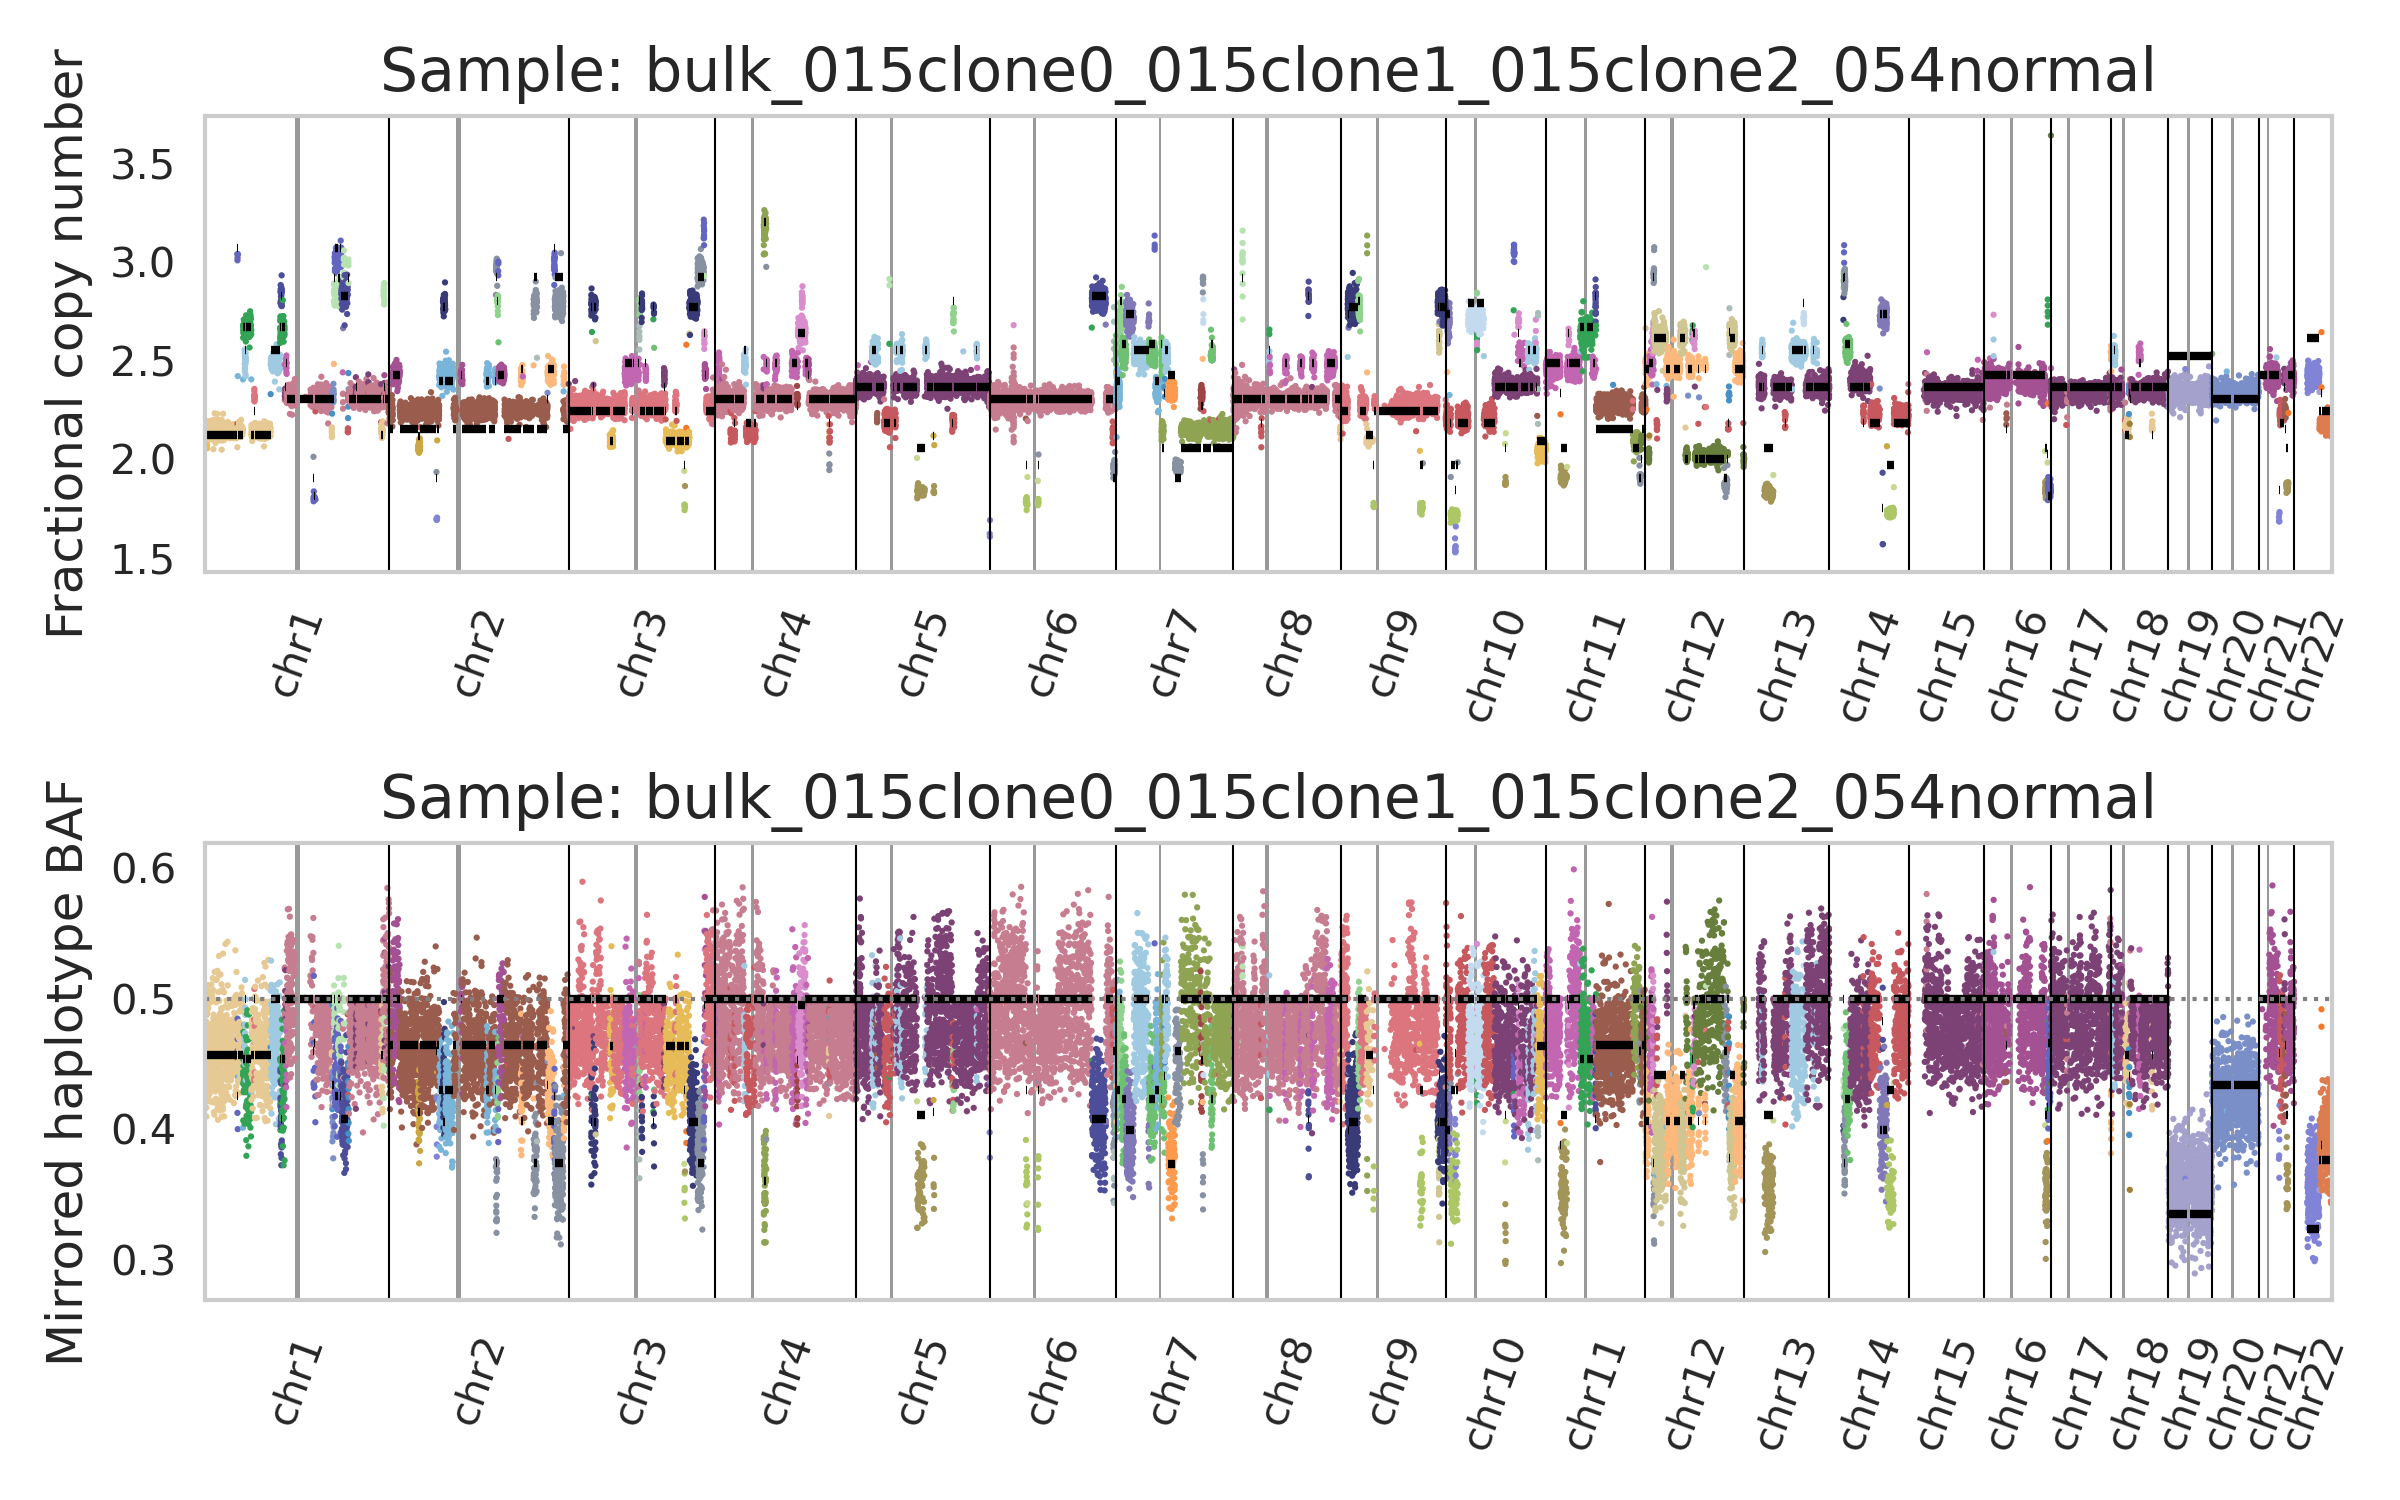 Sample: bulk_015clone0_015clone1_015clone2_054normal
Fractional copy number
3.5
3.0
2.5
2.0
1.5
chr1
chr2
chr3
chr4
chr5
chr6
chr7
chr8
chr9
chr10
chr11
chr12
chr13
chr14
chr15
chr16
chr17
chr18
chr19
chr20
chr21
chr22
Sample: bulk_015clone0_015clone1_015clone2_054normal
Mirrored haplotype BAF
0.6
0.5
0.4
0.3
chr1
chr2
chr3
chr4
chr5
chr6
chr7
chr8
chr9
chr10
chr11
chr12
chr13
chr14
chr15
chr16
chr17
chr18
chr19
chr20
chr21
chr22